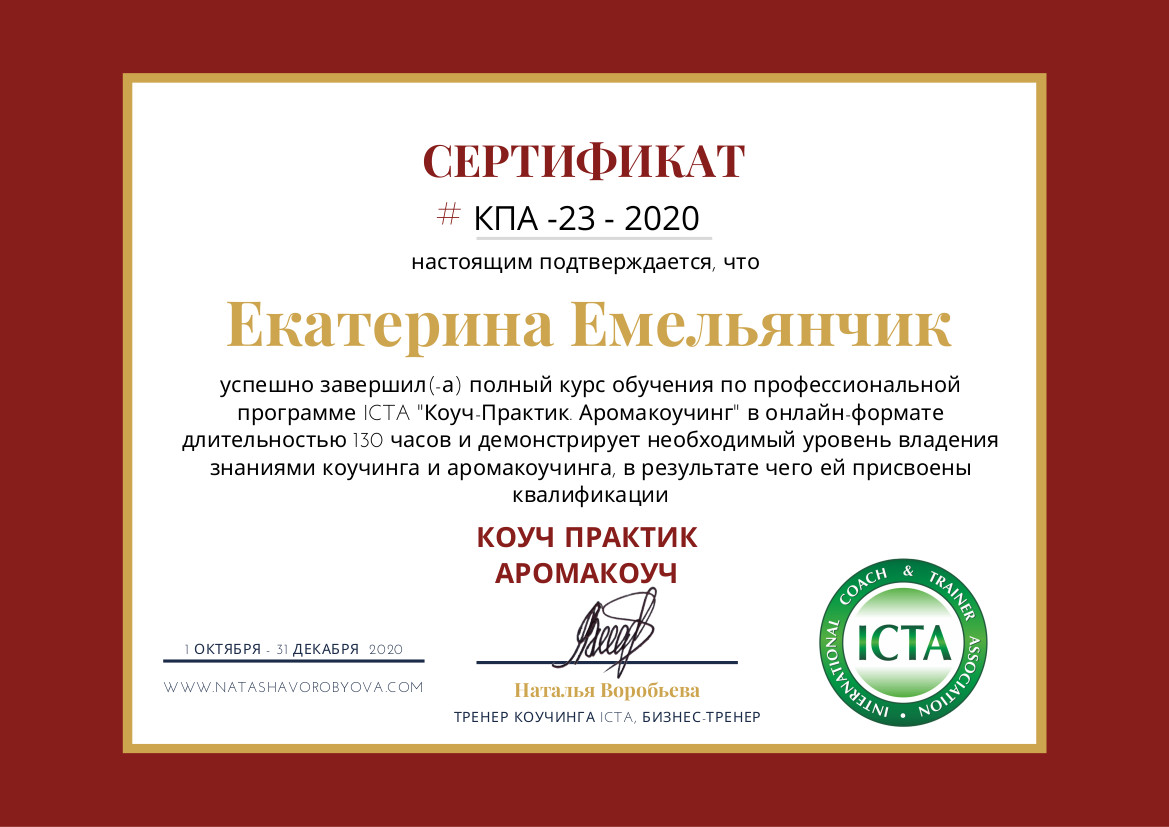 СЕРТИФИКАТ
# КПА -23 - 2020
настоящим подтверждается, что
Екатерина Емельянчик
успешно завершил(-а) полный курс обучения по профессиональной
программе ICTA "Коуч-Практик. Аромакоучинг" в онлайн-формате
длительностью 130 часов и демонстрирует необходимый уровень владения
знаниями коучинга и аромакоучинга, в результате чего ей присвоены
квалификации
КОУЧ ПРАКТИК
АРОМАКОУЧ
1 ОКТЯБРЯ - 31 ДЕКАБРЯ 2020
WWW.NATASHAVOROBYOVA.COM
Наталья Воробьева
ТРЕНЕР КОУЧИНГА ICTA, БИЗНЕС-ТРЕНЕР
INTERNATIONAL COACH & TRAINER ASSOCIATION •
ICTA